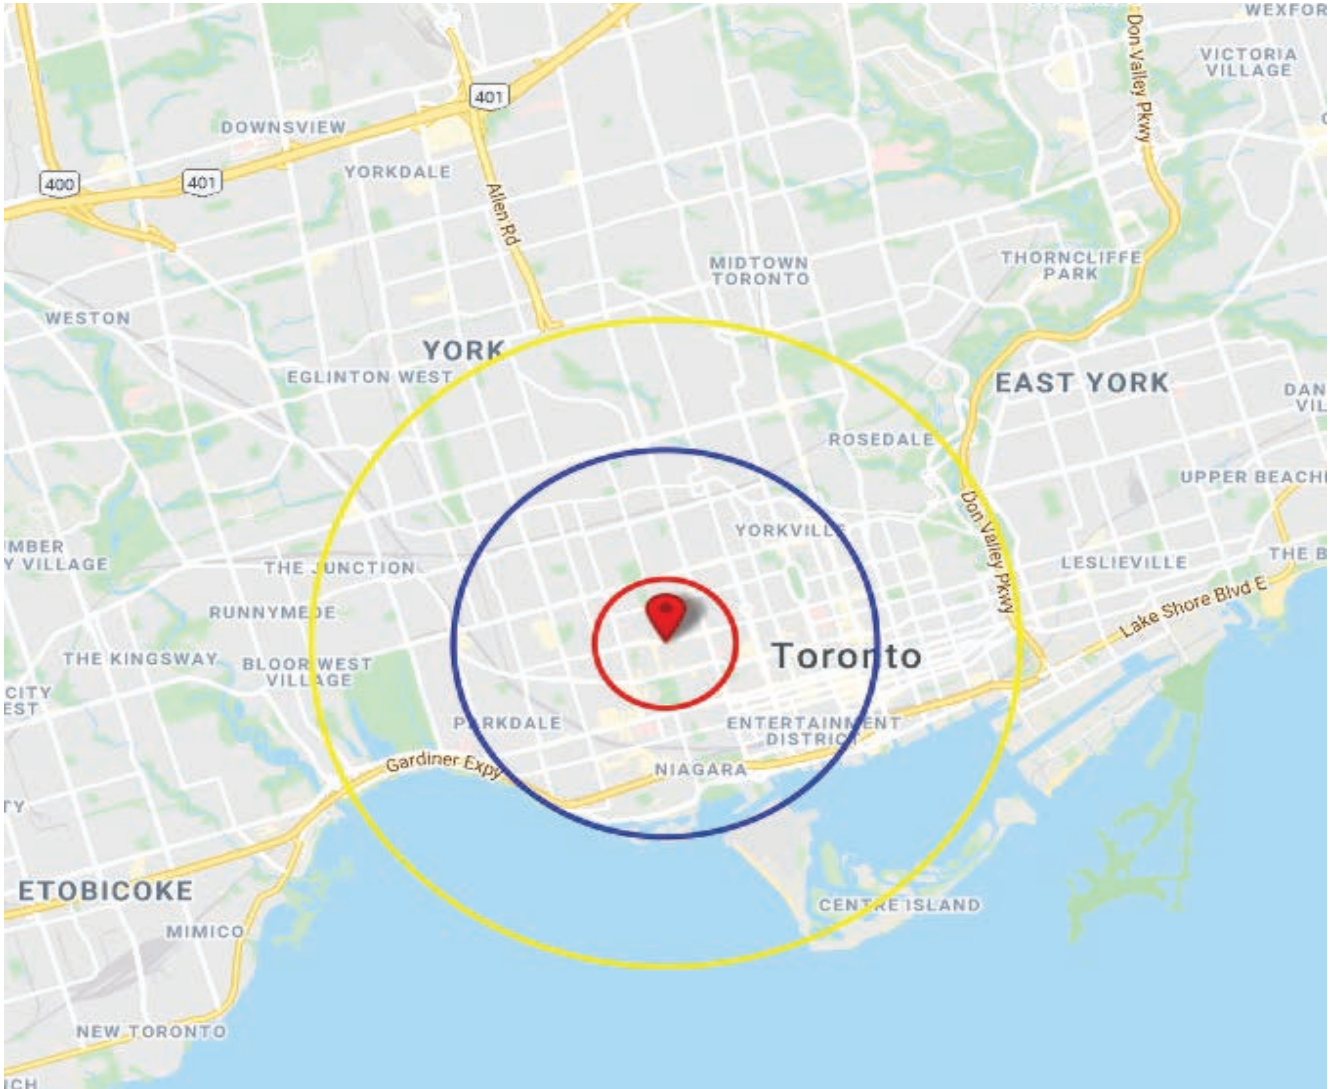 WEXFOR
Don Valley Pkwy
VICTORIA
VILLAGE
401
DOWNSVIEW
YORKDALE
400
401
Allen Rd
MIDTOWN
TORONTO
THORNCLIFFE
PARK
WESTON
YORK
EGLINTON WEST
EAST YORK
DAN
VIL
ROSEDALE
UPPER BEACH
Don Valley Pkwy
YORKVILLE
UMBER
Y VILLAGE
THE JUNCTION
LESLIEVILLE
THE B
RUNNYMEDE
Lake Shore Blvd E
THE KINGSWAY
BLOOR WEST
VILLAGE
Toronto
CITY
EST
PARKDALE
ENTERTAINMENT
DISTRICT
Gardiner Expy
NIAGARA
TY
ETOBICOKE
CENTRE ISLAND
MIMICO
NEW TORONTO
CH